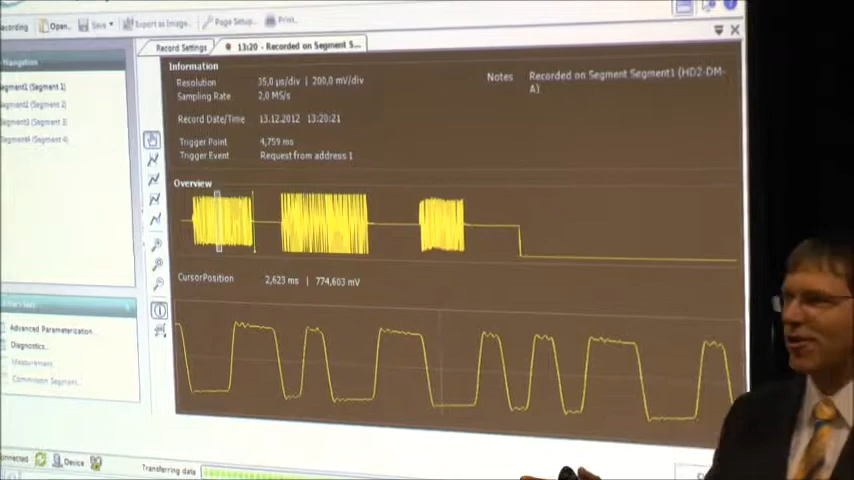 Open...
Save
Export as Image...
Page Setup...
Print...
Navigation
Segment1 (Segment 1)
Segment2 (Segment 2)
Segment3 (Segment 3)
Segment4 (Segment 4)
Record Settings
13:20 - Recorded on Segment S...
Information
Resolution 35,0 µs/div | 200,0 mV/div
Sampling Rate 2,0 MS/s
Record Date/Time 13.12.2012 13:20:21
Trigger Point 4,759 ms
Trigger Event Request from address 1
Notes Recorded on Segment Segment1 (HD2-DM-
A)
Overview
CursorPosition 2,623 ms | 774,603 mV
Advanced Parameterization...
Diagnostics...
Measurement...
Commission Segment...
Device
Transferring data